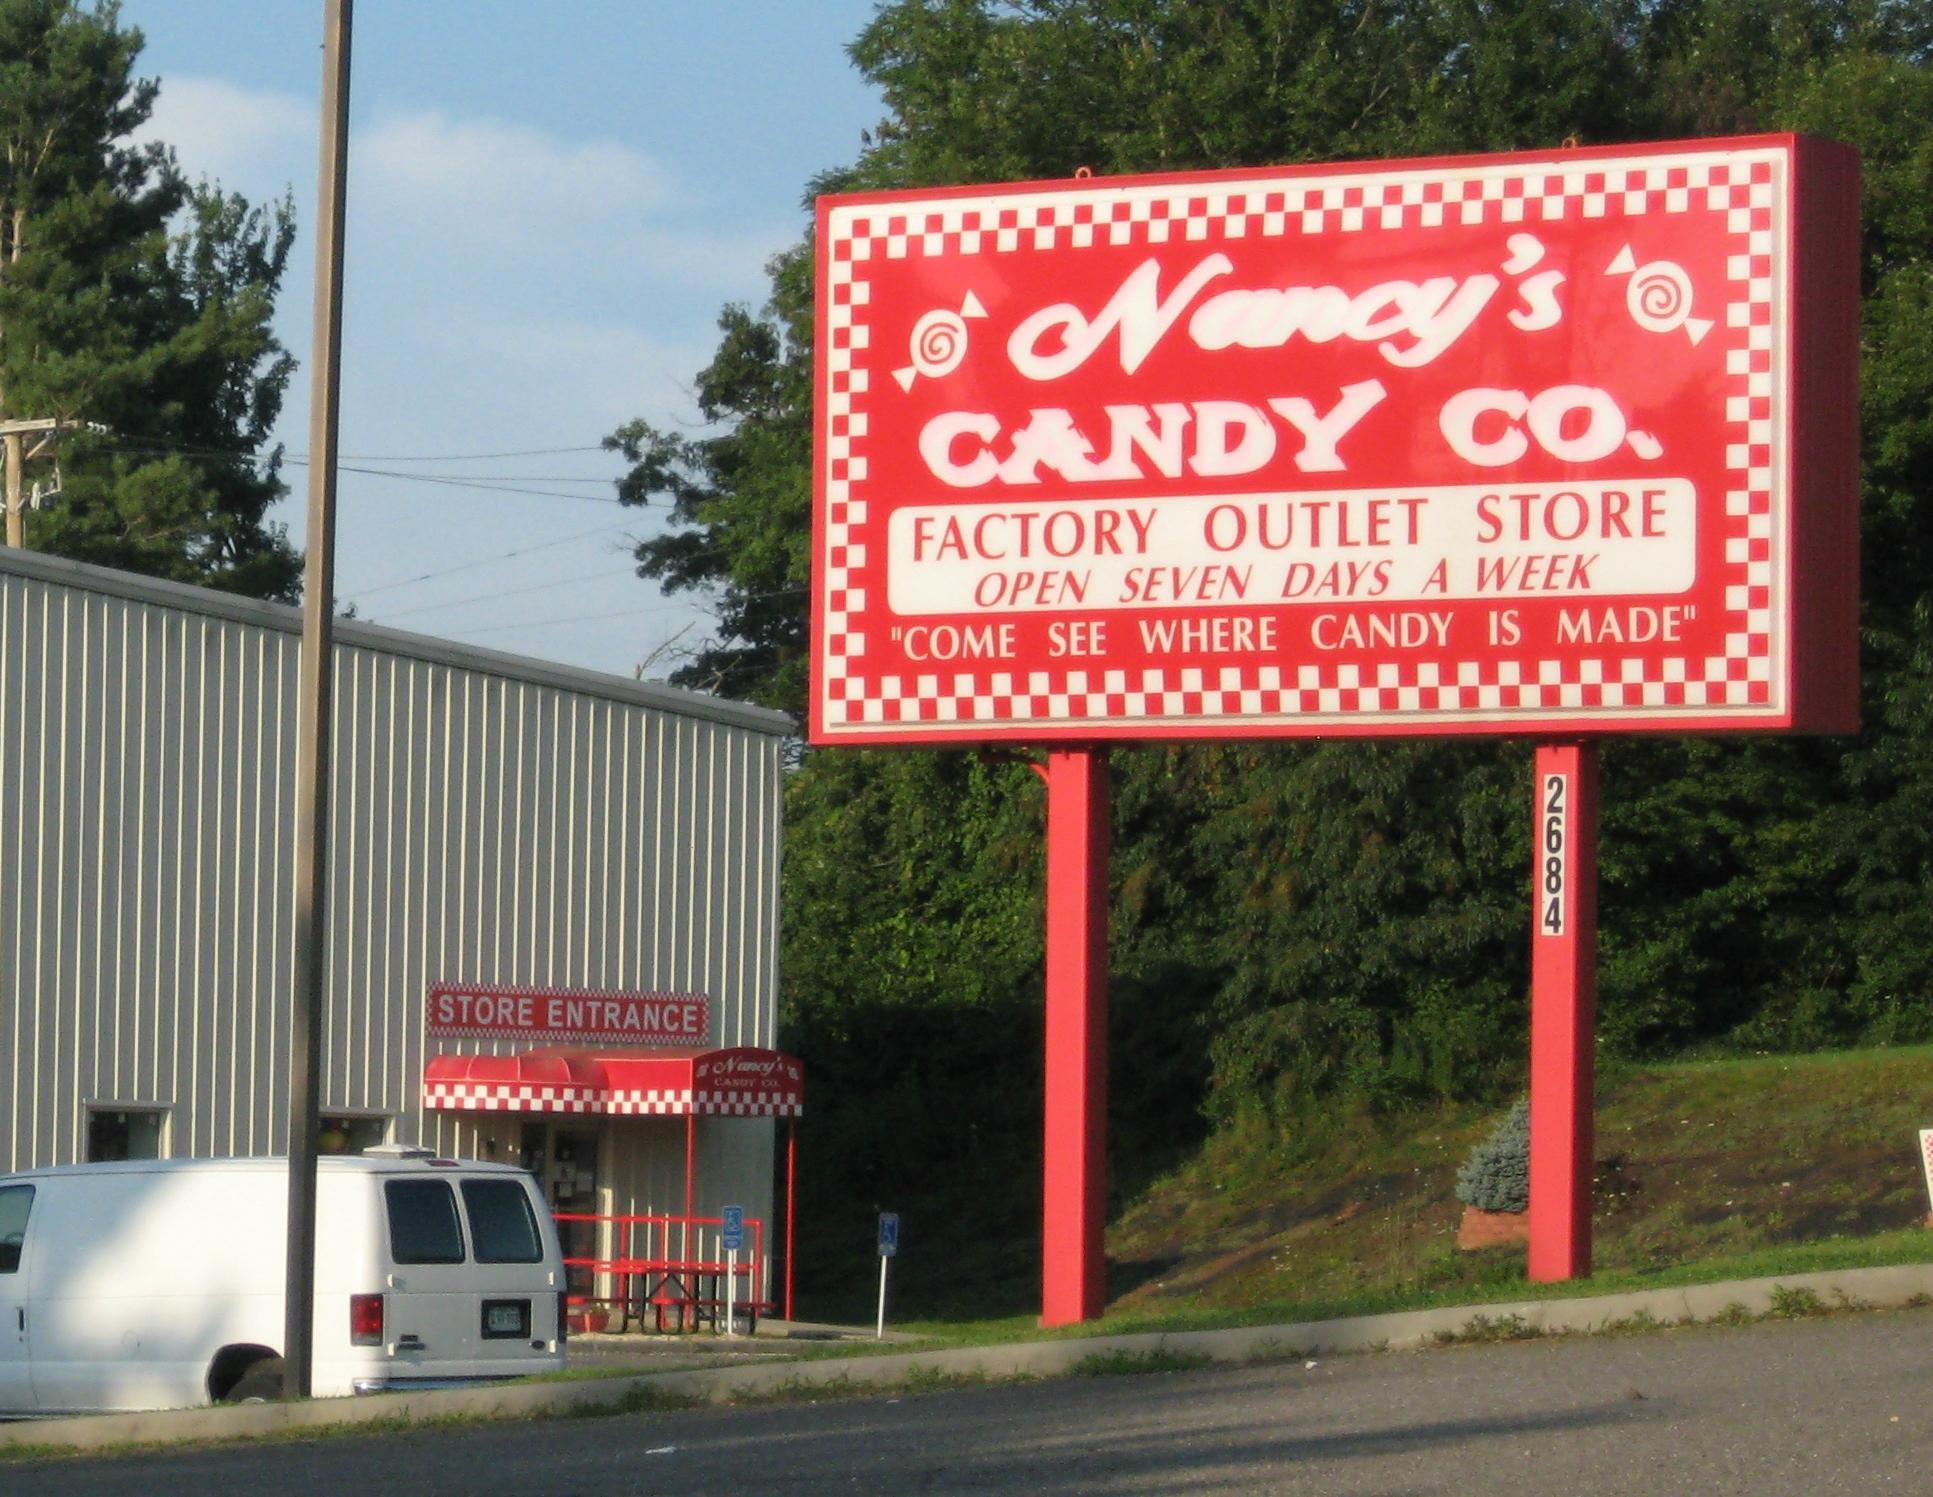 Nancy's
CANDY CO.
FACTORY OUTLET STORE
OPEN SEVEN DAYS A WEEK
"COME SEE WHERE CANDY IS MADE"
2684
STORE ENTRANCE
Nancy's
CANDY CO.